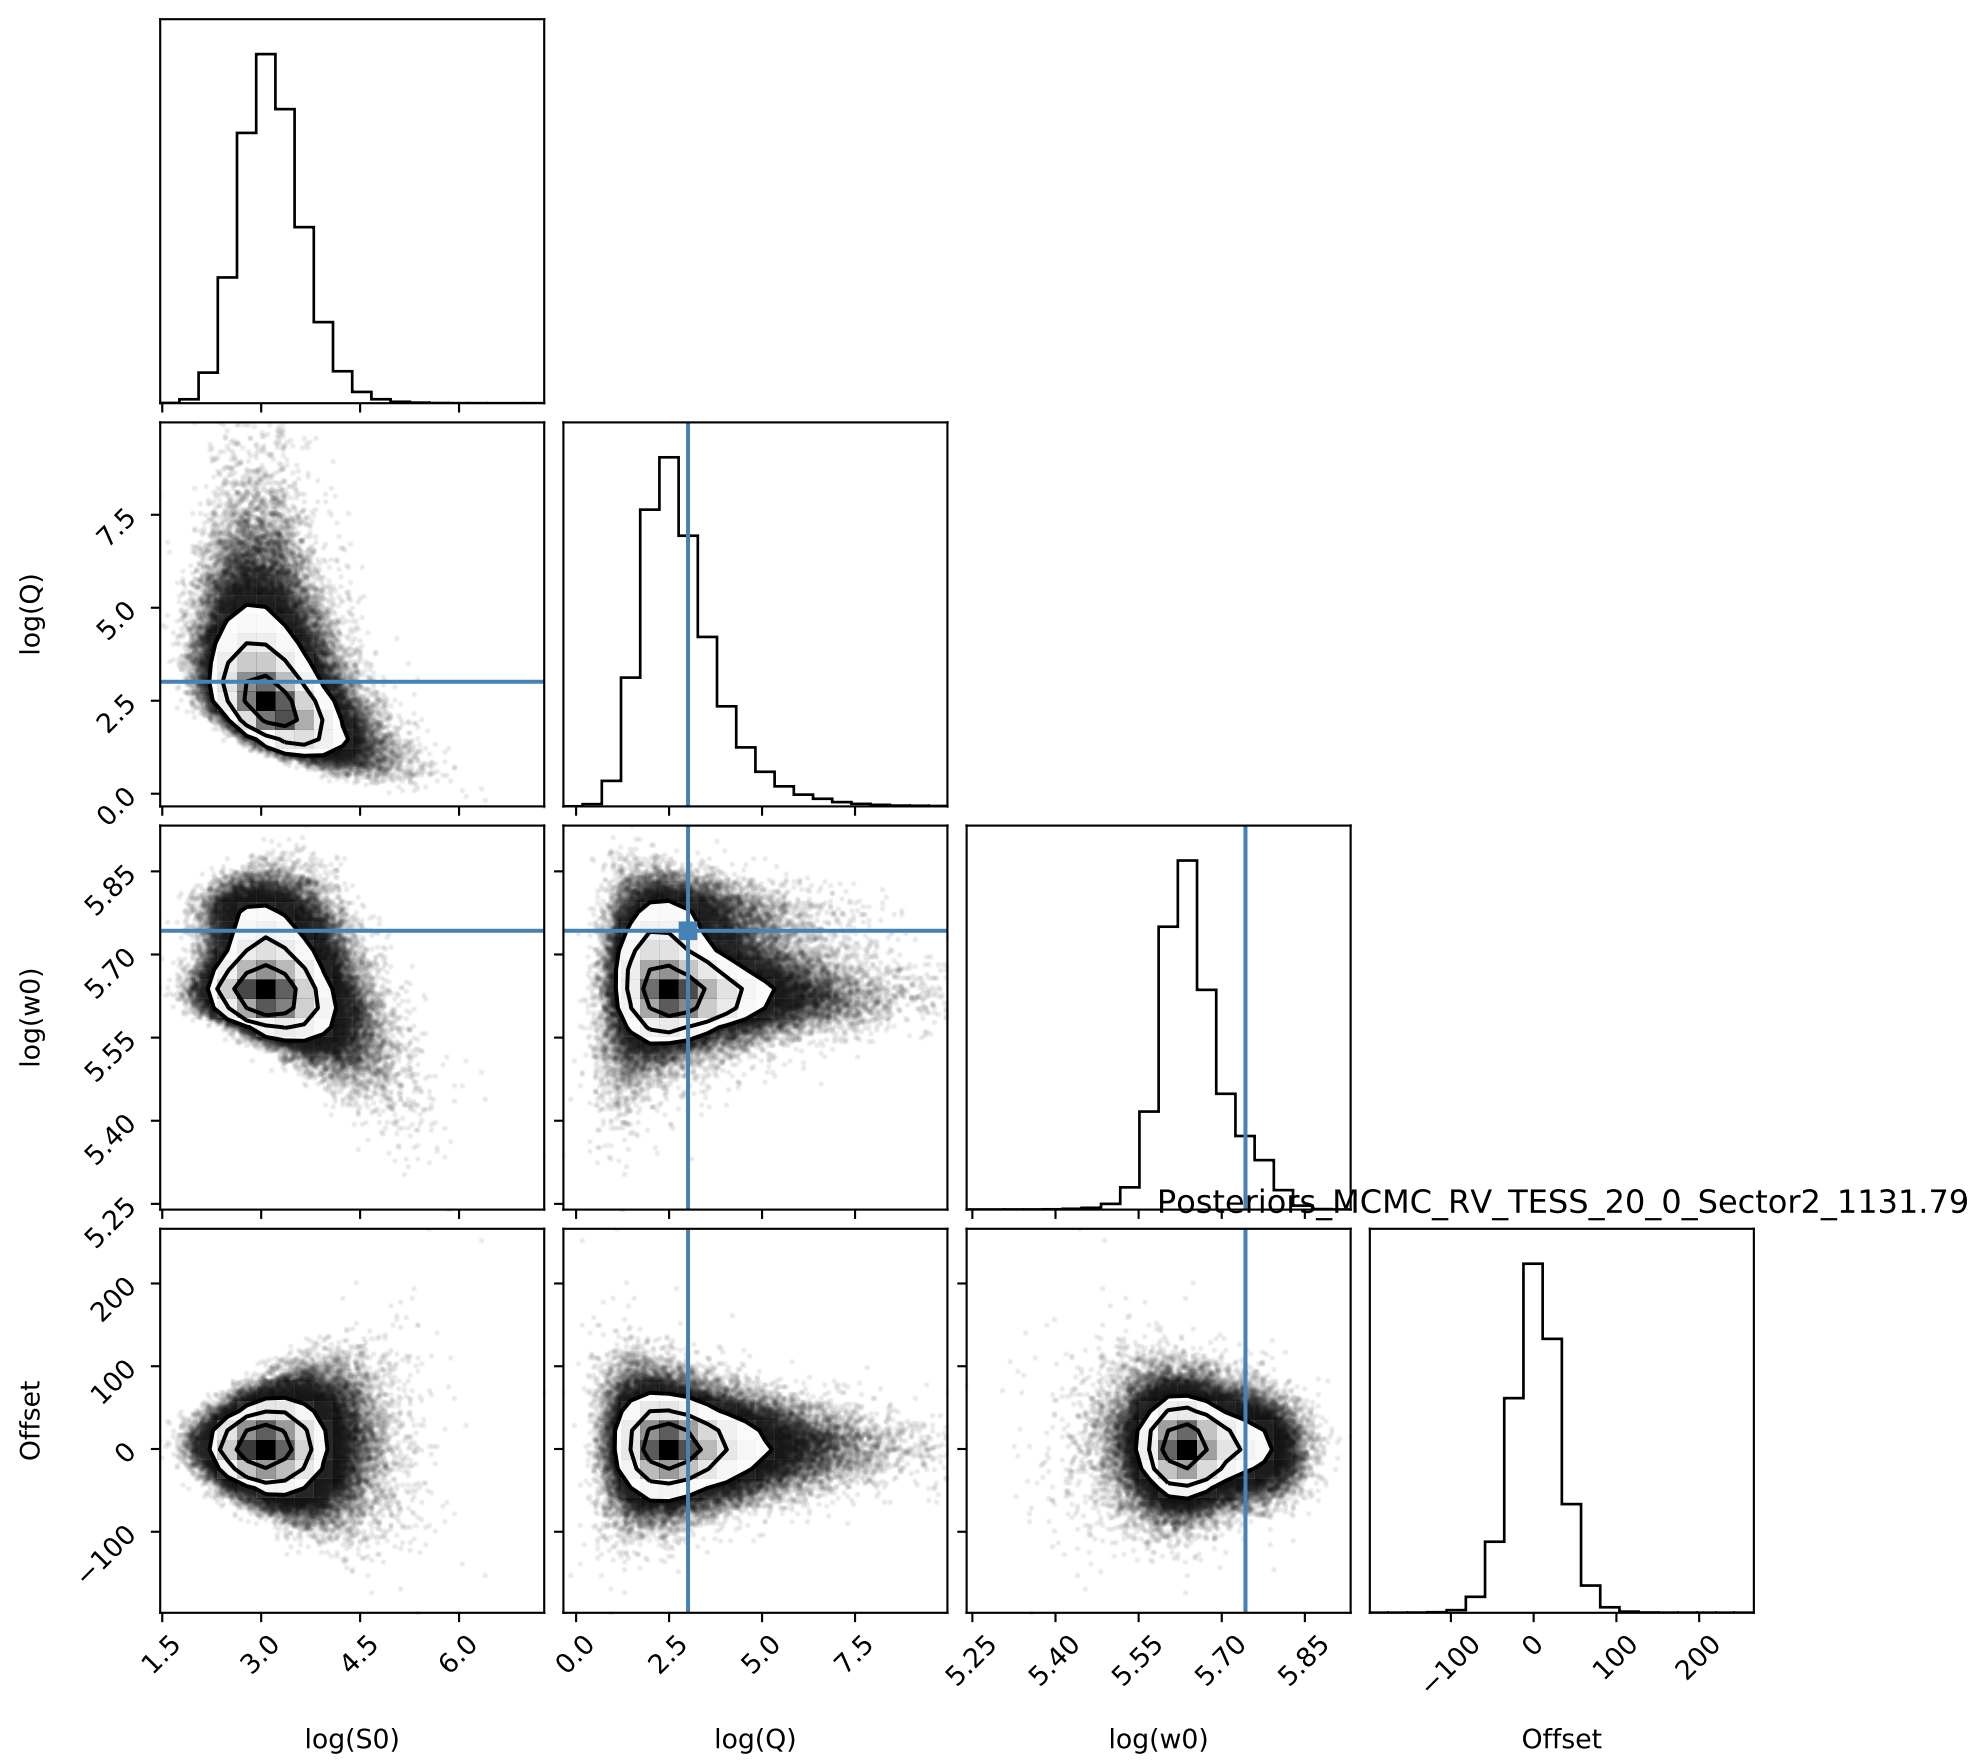 log(Q)
7.5
5.0
2.5
0.0
log(w0)
5.85
5.70
5.55
5.40
5.25
Posteriors_MCMC_RV_TESS_20_0_Sector2_1131.79
Offset
200
100
0
−100
1.5 3.0 4.5 6.0 0.0 2.5 5.0 7.5 5.25 5.40 5.55 5.70 5.85 −100 0 100 200
log(S0) log(Q) log(w0) Offset